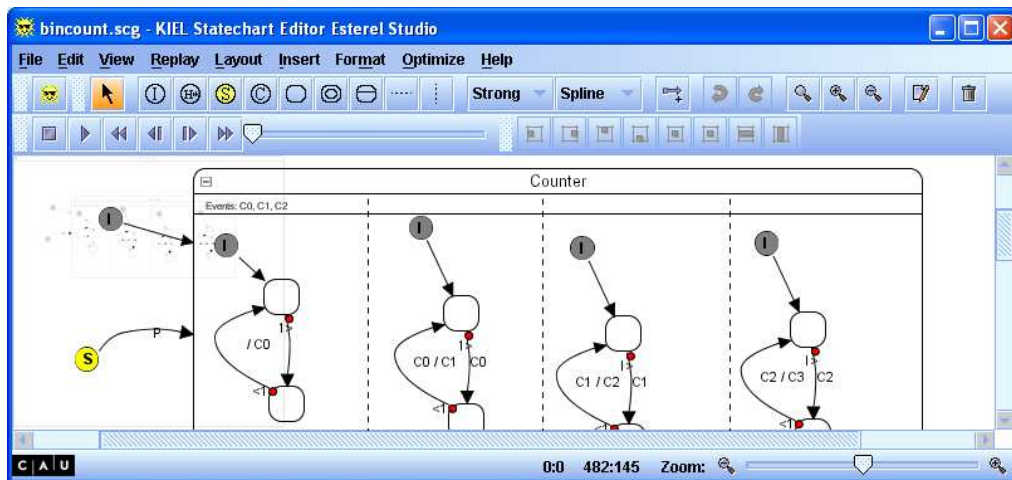 bincount.scg - KIEL Statechart Editor Esterel Studio
File Edit View Replay Layout Insert Format Optimize Help
I H* S C Strong Spline
Counter
Events: C0, C1, C2
I I I I I
1> 1> 1> 1>
P / C0 C0 / C1 C0 C1 / C2 C1 C2 / C3 C2
S
<1 <1 <1 <1
C A U 0:0 482:145 Zoom: